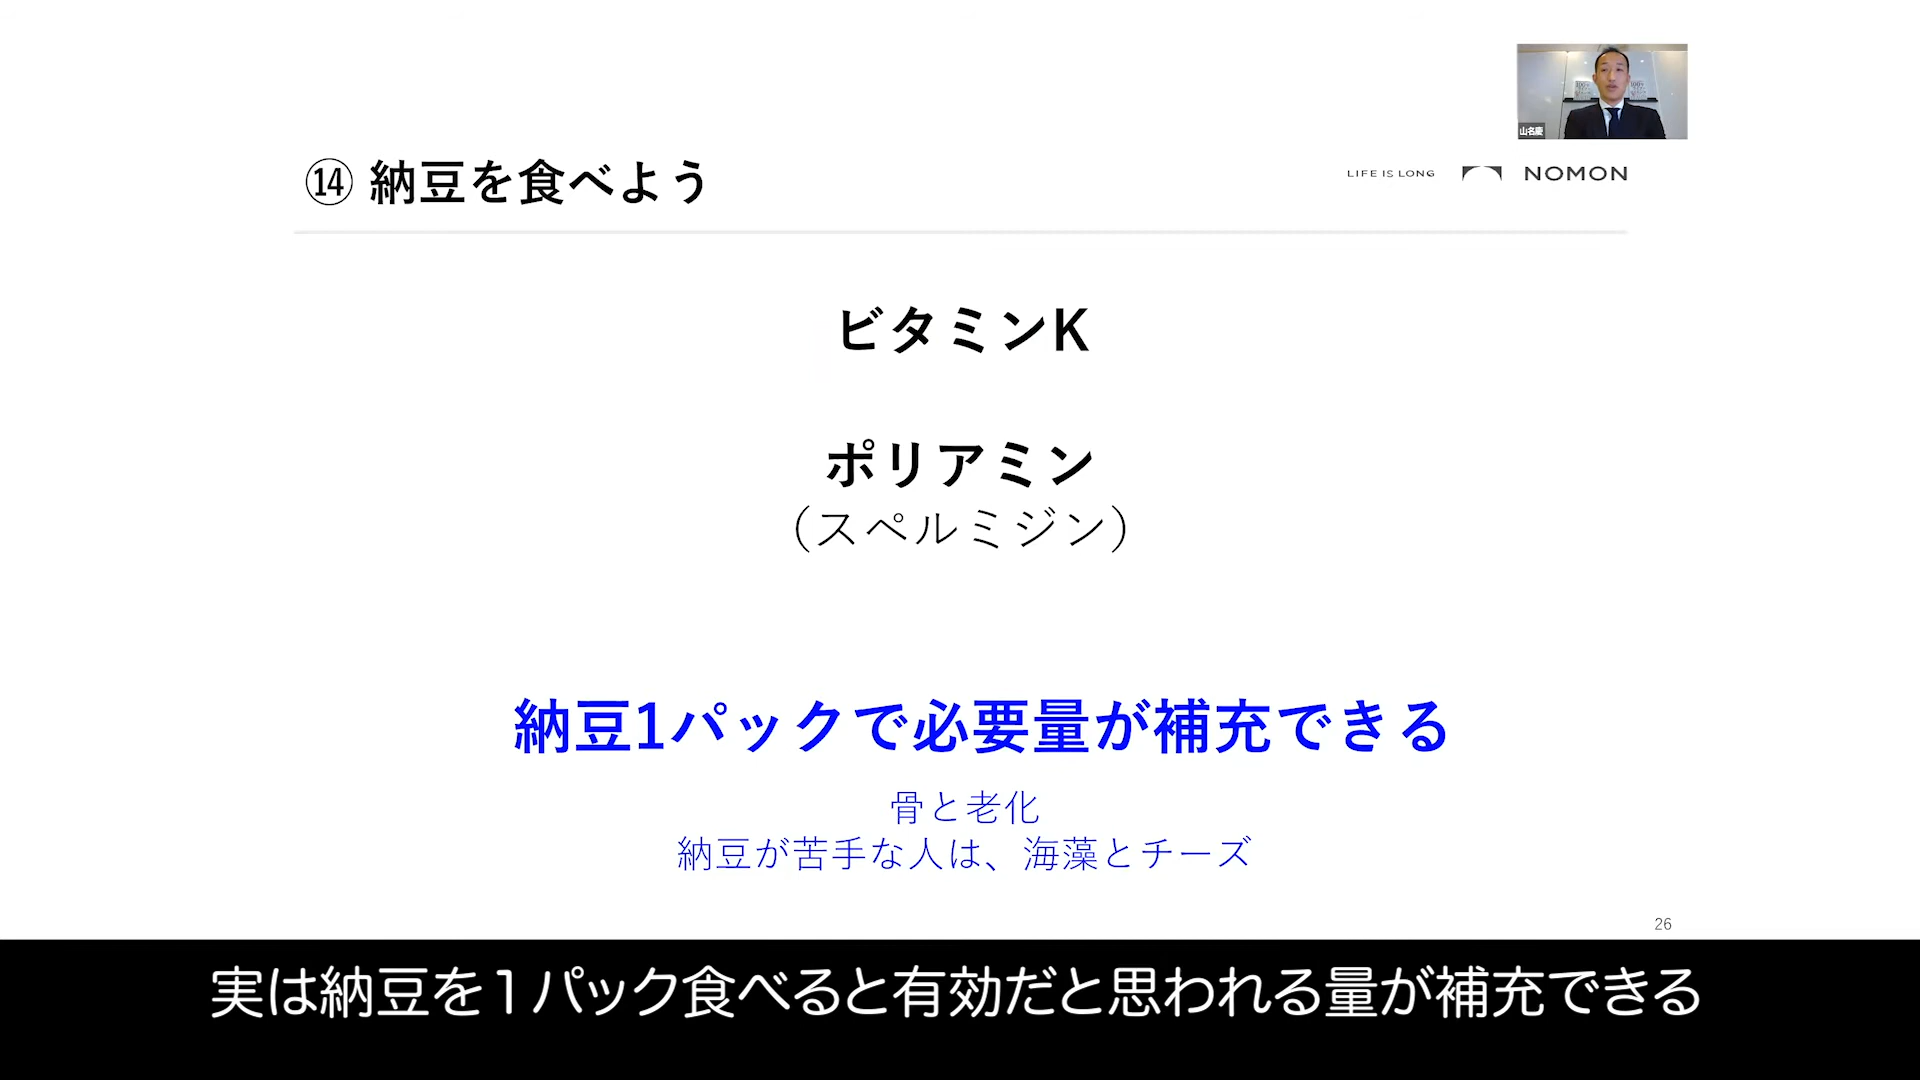 山名慶
⑭ 納豆を食べよう
LIFE IS LONG NOMON
ビタミンK
ポリアミン
（スペルミジン）
納豆1パックで必要量が補充できる
骨と老化
納豆が苦手な人は、海藻とチーズ
26
実は納豆を1パック食べると有効だと思われる量が補充できる